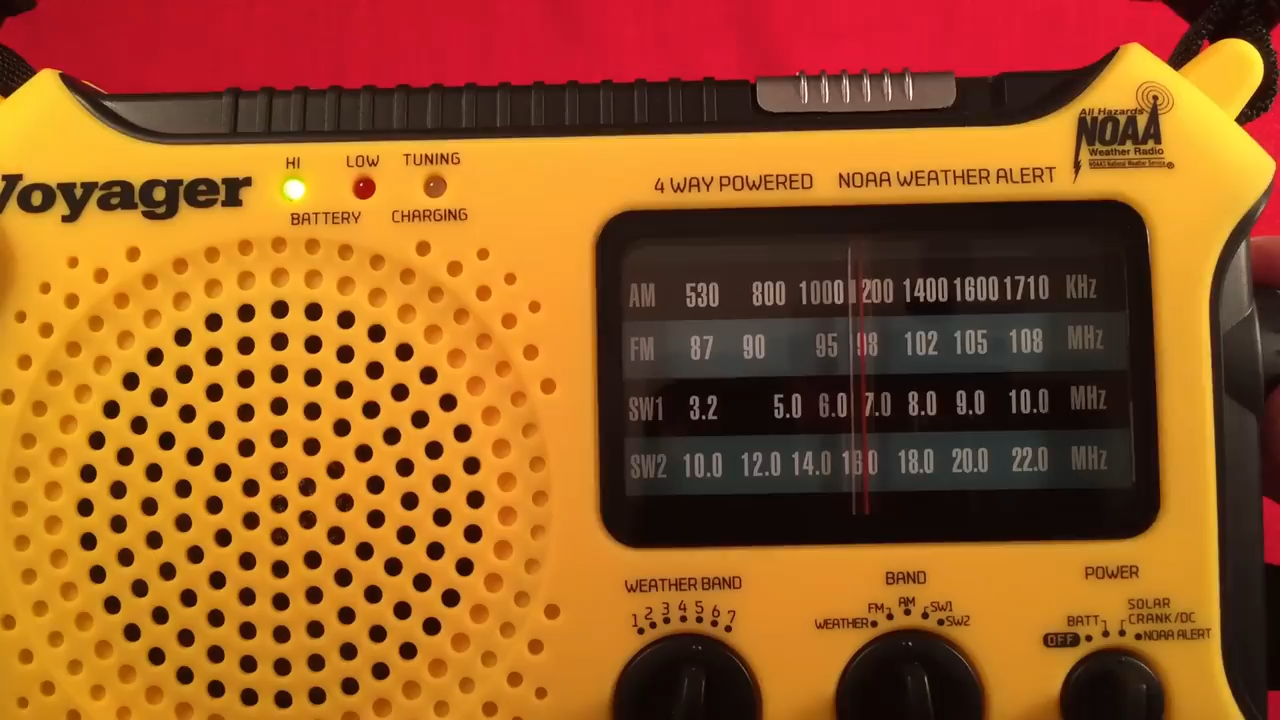 Voyager
HI LOW TUNING
BATTERY CHARGING
4 WAY POWERED NOAA WEATHER ALERT
All Hazards
NOAA
Weather Radio
AM 530 800 1000 1200 1400 1600 1710 KHz
FM 87 90 95 98 102 105 108 MHz
SW1 3.2 5.0 6.0 7.0 8.0 9.0 10.0 MHz
SW2 10.0 12.0 14.0 16.0 18.0 20.0 22.0 MHz
WEATHER BAND
1 2 3 4 5 6 7
BAND
WEATHER FM AM SW1 SW2
POWER
OFF BATT SOLAR
CRANK/DC
NOAA ALERT